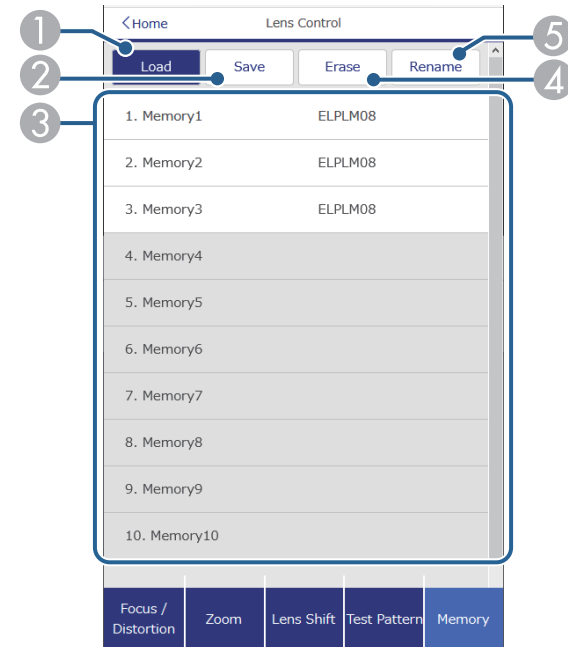 <Home Lens Control
1 Load Save Erase Rename 5
2 4
3
1. Memory1 ELPLM08
2. Memory2 ELPLM08
3. Memory3 ELPLM08
4. Memory4
5. Memory5
6. Memory6
7. Memory7
8. Memory8
9. Memory9
10. Memory10
Focus / Distortion Zoom Lens Shift Test Pattern Memory